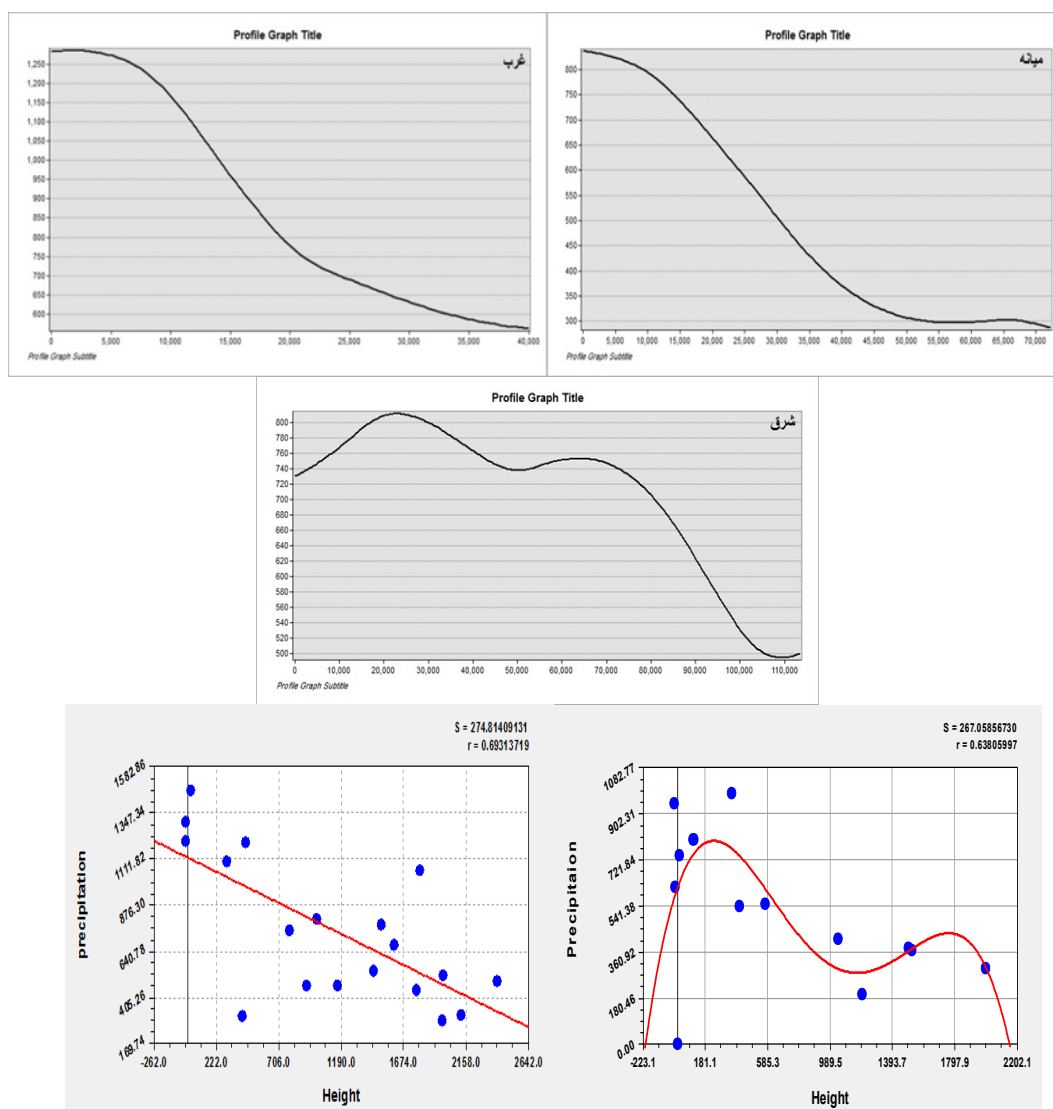 Profile Graph Title
غرب
1,250
1,200
1,150
1,100
1,050
1,000
950
900
850
800
750
700
650
600
0 5,000 10,000 15,000 20,000 25,000 30,000 35,000 40,000
Profile Graph Subtitle
Profile Graph Title
میانه
800
750
700
650
600
550
500
450
400
350
300
0 5,000 10,000 15,000 20,000 25,000 30,000 35,000 40,000 45,000 50,000 55,000 60,000 65,000 70,000
Profile Graph Subtitle
Profile Graph Title
شرق
800
780
760
740
720
700
680
660
640
620
600
580
560
540
520
500
0 10,000 20,000 30,000 40,000 50,000 60,000 70,000 80,000 90,000 100,000 110,000
Profile Graph Subtitle
S = 274.81409131
r = 0.69313719
precipitation
1582.86
1347.34
1111.82
876.30
640.78
405.26
169.74
-262.0 222.0 706.0 1190.0 1674.0 2158.0 2642.0
Height
S = 267.05856730
r = 0.63805997
Precipitaion
1082.77
902.31
721.84
541.38
360.92
180.46
0.00
-223.1 181.1 585.3 989.5 1393.7 1797.9 2202.1
Height